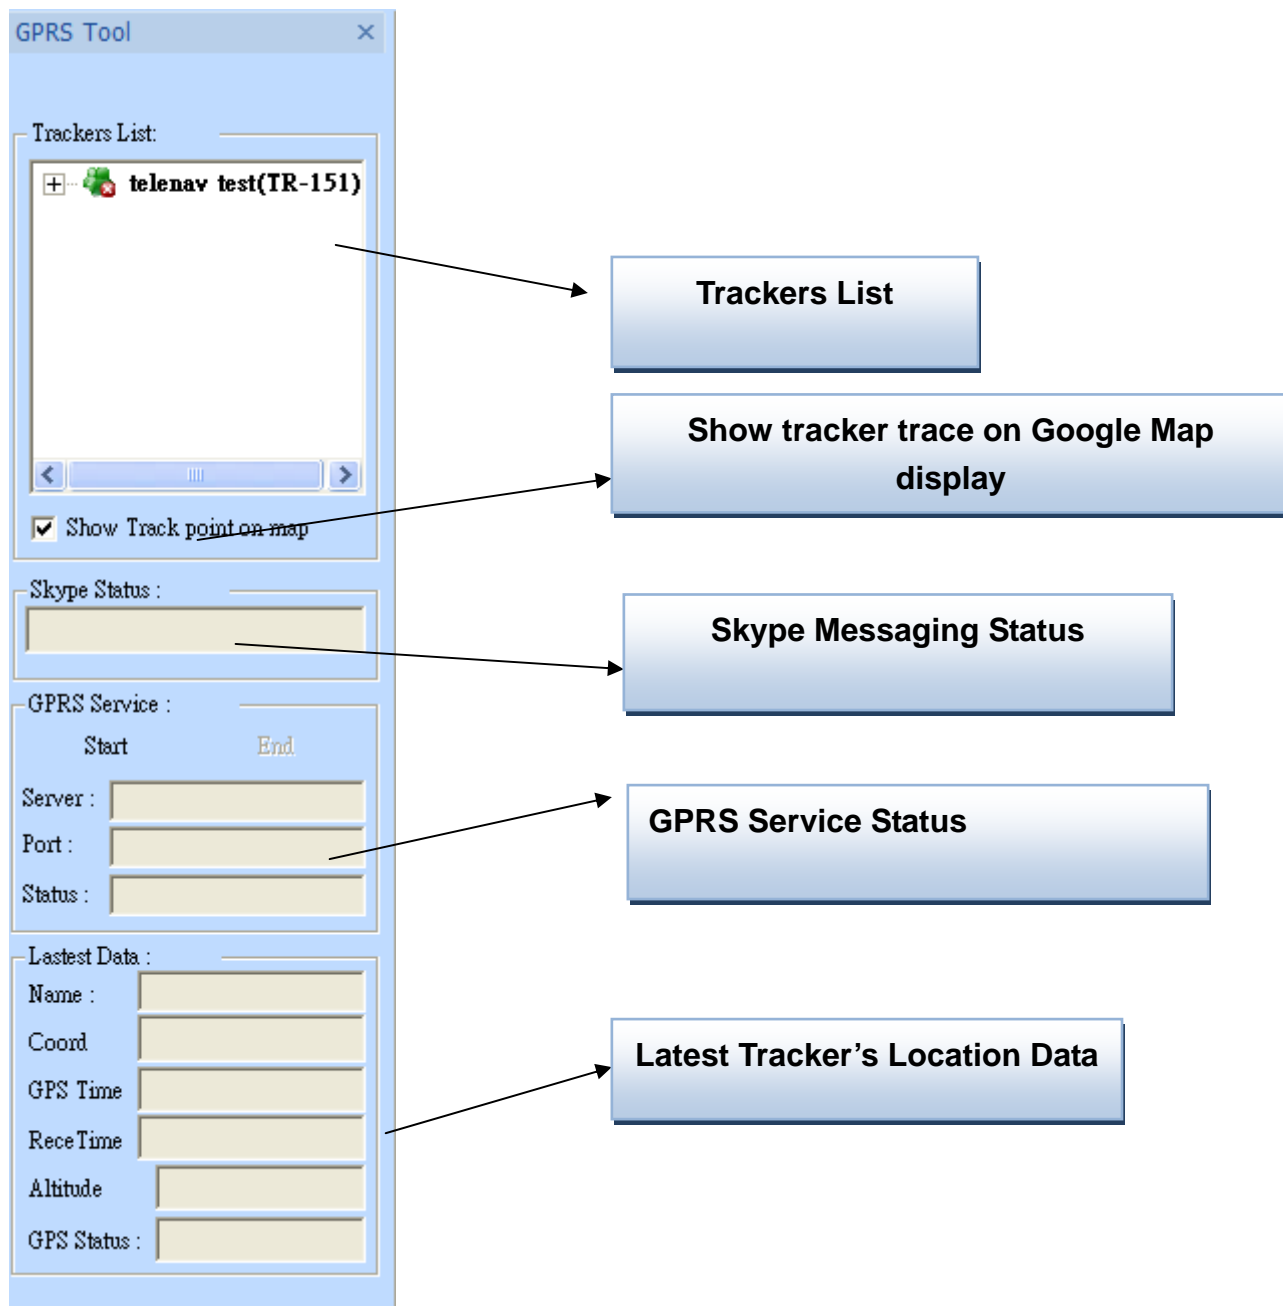 GPRS Tool
Trackers List:
telenav test(TR-151)
Show Track point on map
Skype Status :
GPRS Service :
Start End
Server :
Port :
Status :
Lastest Data :
Name :
Coord
GPS Time
Rece Time
Altitude
GPS Status :
Trackers List
Show tracker trace on Google Map
display
Skype Messaging Status
GPRS Service Status
Latest Tracker’s Location Data